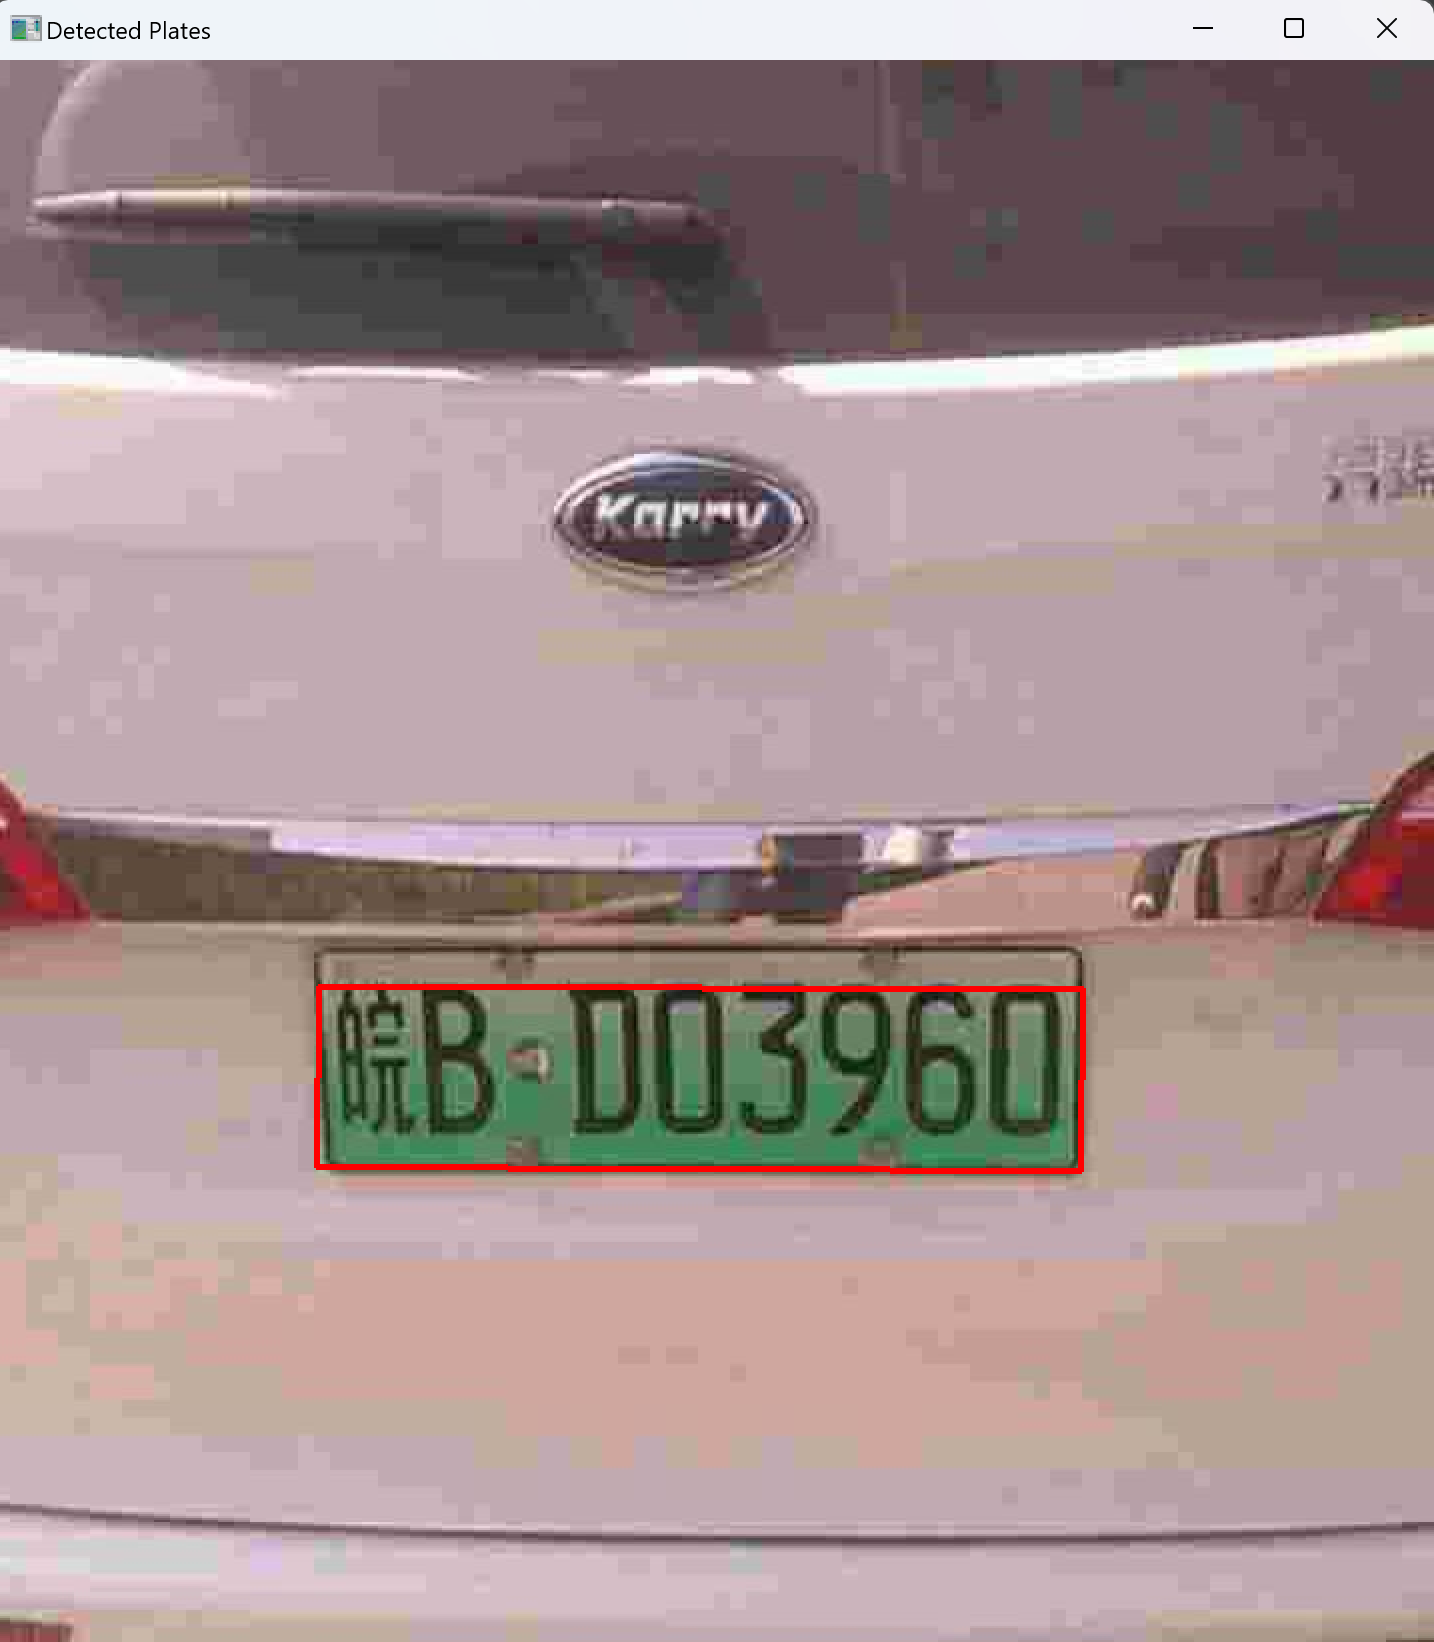 Detected Plates
Karry
皖B·D03960